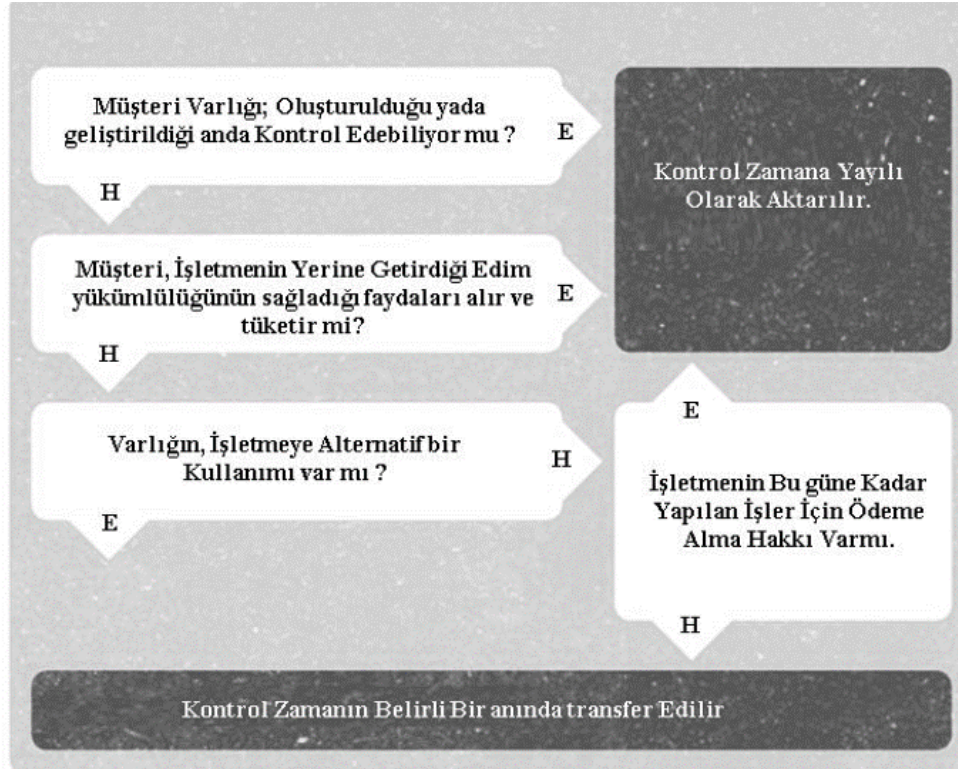 Müşteri Varlığı; Oluşturulduğu yada
geliştirildiği anda Kontrol Edebiliyor mu ?
E
H
Kontrol Zamana Yayılı
Olarak Aktarılır.
Müşteri, İşletmenin Yerine Getirdiği Edim
yükümlülüğünün sağladığı faydaları alır ve
tüketir mi?
E
H
Varlığın, İşletmeye Alternatif bir
Kullanımı var mı ?
H
E
E
İşletmenin Bu güne Kadar
Yapılan İşler İçin Ödeme
Alma Hakkı Varmı.
H
Kontrol Zamanın Belirli Bir anında transfer Edilir